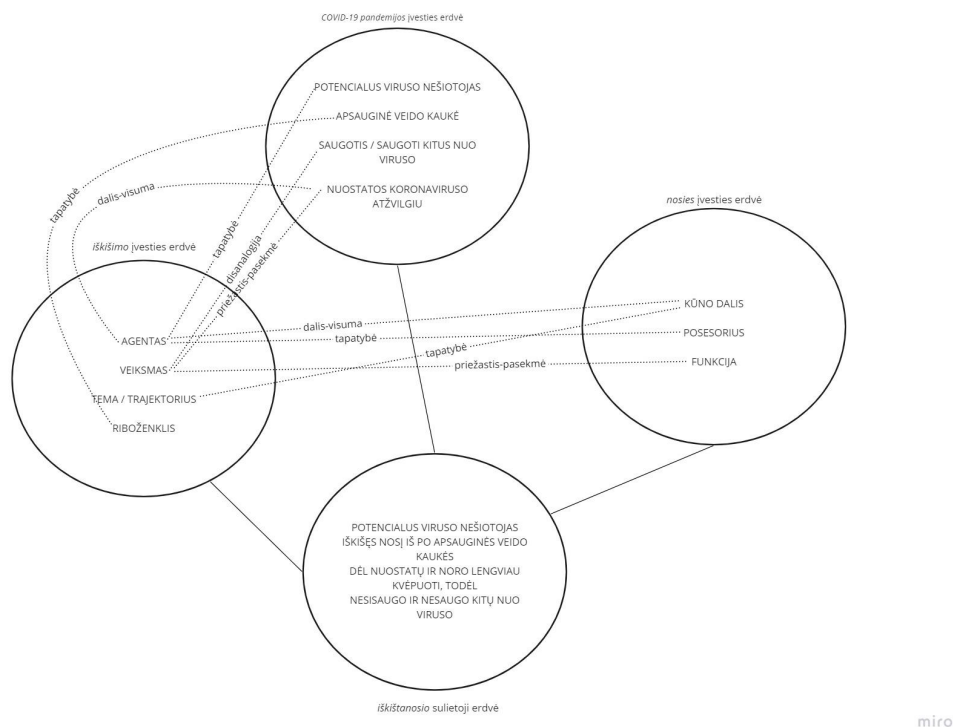 COVID-19 pandemijos įvesties erdvė
POTENCIALUS VIRUSO NEŠIOTOJAS
APSAUGINĖ VEIDO KAUKĖ
SAUGOTIS / SAUGOTI KITUS NUO
VIRUSO
NUOSTATOS KORONAVIRUSO
ATŽVILGIU
tapatybė
dalis-visuma
tapatybė
disanalogija
priežastis-pasekmė
iškišimo įvesties erdvė
AGENTAS
VEIKSMAS
TEMA / TRAJEKTORIUS
RIBOŽENKLIS
dalis-visuma
tapatybė
tapatybė
priežastis-pasekmė
nosies įvesties erdvė
KŪNO DALIS
POSESORIUS
FUNKCIJA
POTENCIALUS VIRUSO NEŠIOTOJAS
IŠKIŠĘS NOSĮ IŠ PO APSAUGINĖS VEIDO
KAUKĖS
DĖL NUOSTATŲ IR NORO LENGVIAU
KVĖPUOTI, TODĖL
NESISAUGO IR NESAUGO KITŲ NUO
VIRUSO
iškištanosio sulietoji erdvė
miro